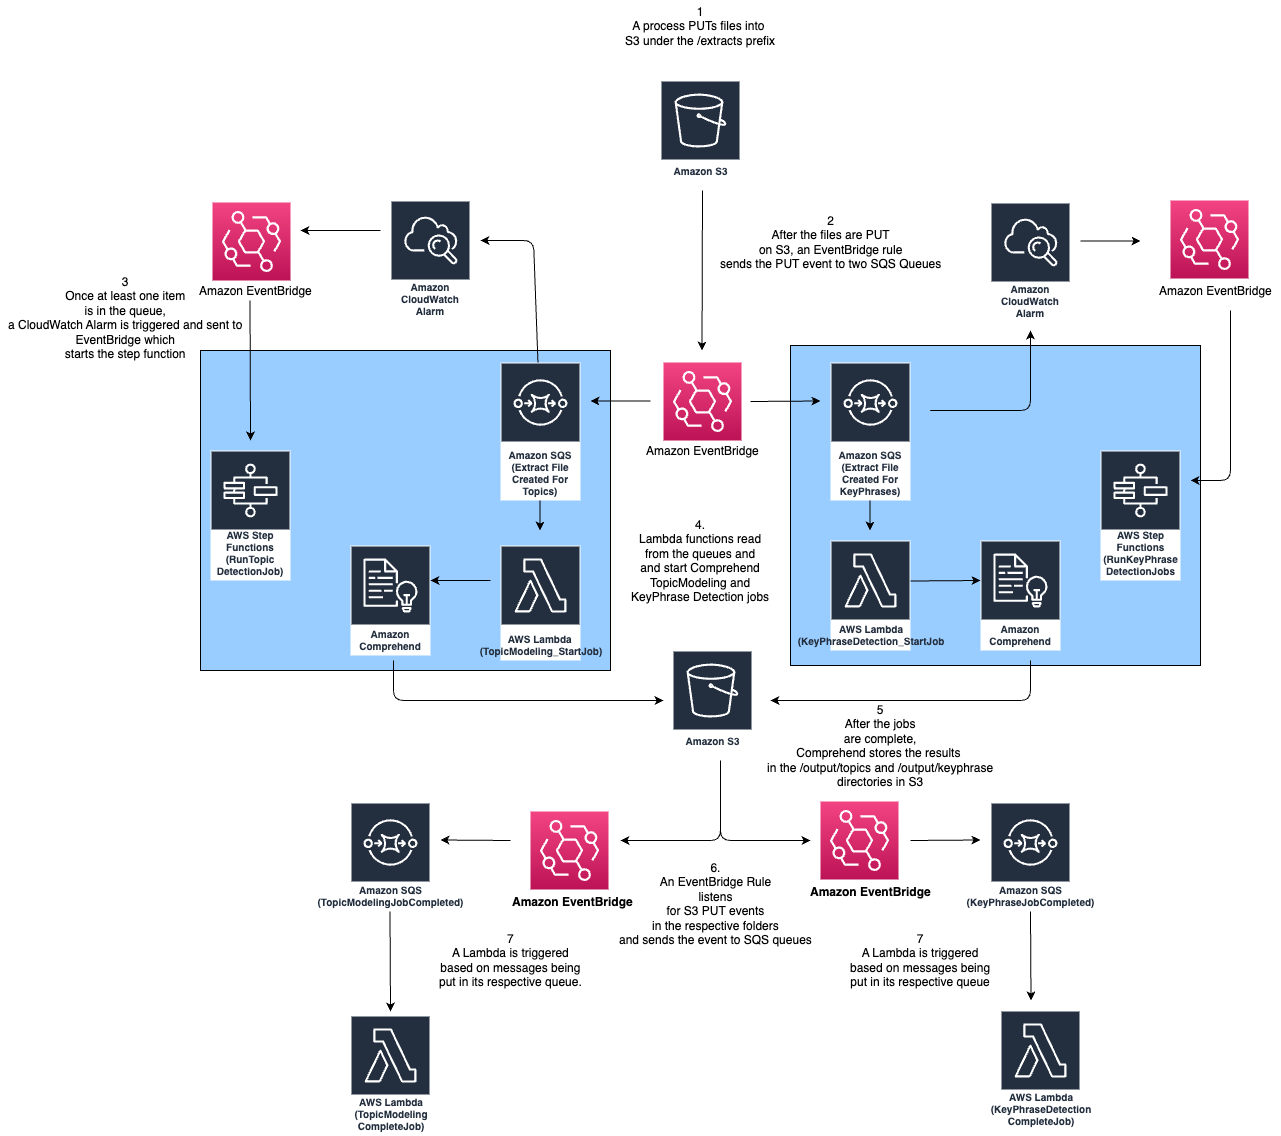 1
A process PUTs files into
S3 under the /extracts prefix
Amazon S3
2
After the files are PUT
on S3, an EventBridge rule
sends the PUT event to two SQS Queues
Amazon EventBridge
Amazon
CloudWatch
Alarm
Amazon
CloudWatch
Alarm
Amazon EventBridge
3
Once at least one item
is in the queue,
a CloudWatch Alarm is triggered and sent to
EventBridge which
starts the step function
Amazon EventBridge
Amazon SQS
(Extract File
Created For
Topics)
Amazon SQS
(Extract File
Created For
KeyPhrases)
AWS Step
Functions
(RunTopic
DetectionJob)
AWS Step
Functions
(RunKeyPhrase
DetectionJobs
4.
Lambda functions read
from the queues and
and start Comprehend
TopicModeling and
KeyPhrase Detection jobs
Amazon
Comprehend
AWS Lambda
(TopicModeling_StartJob)
AWS Lambda
(KeyPhraseDetection_StartJob
Amazon
Comprehend
Amazon S3
5
After the jobs
are complete,
Comprehend stores the results
in the /output/topics and /output/keyphrase
directories in S3
Amazon SQS
(TopicModelingJobCompleted)
Amazon EventBridge
6.
An EventBridge Rule
listens
for S3 PUT events
in the respective folders
and sends the event to SQS queues
Amazon EventBridge
Amazon SQS
(KeyPhraseJobCompleted)
7
A Lambda is triggered
based on messages being
put in its respective queue.
7
A Lambda is triggered
based on messages being
put in its respective queue
AWS Lambda
(TopicModeling
CompleteJob)
AWS Lambda
(KeyPhraseDetection
CompleteJob)